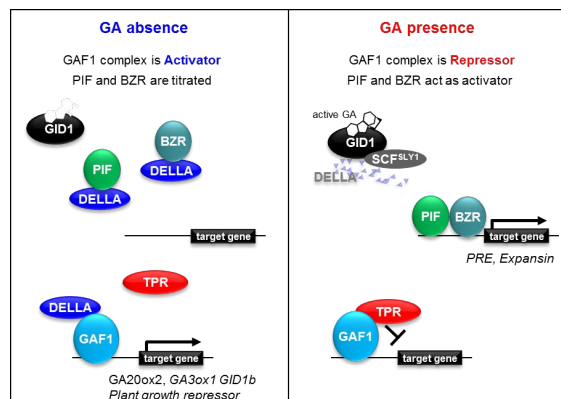 GA absence
GAF1 complex is Activator
PIF and BZR are titrated
GID1
BZR
DELLA
PIF
DELLA
target gene
TPR
DELLA
GAF1
target gene
GA20ox2, GA3ox1 GID1b
Plant growth repressor
GA presence
GAF1 complex is Repressor
PIF and BZR act as activator
active GA
GID1
SCFSLY1
DELLA
PIF
BZR
target gene
PRE, Expansin
TPR
GAF1
target gene